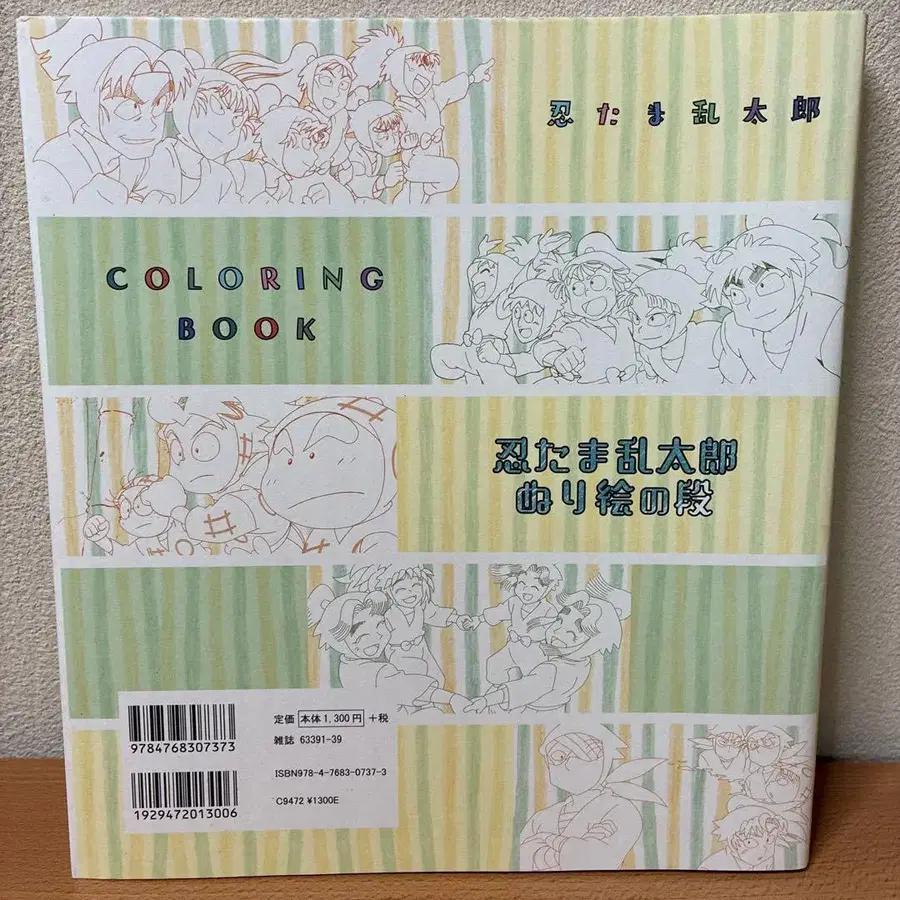 忍たま乱太郎
COLORING
BOOK
忍たま乱太郎
ぬり絵の段
9784768307373
1929472013006
定価 本体1,300円 +税
雑誌 63391-39
ISBN978-4-7683-0737-3
C9472 ¥1300E